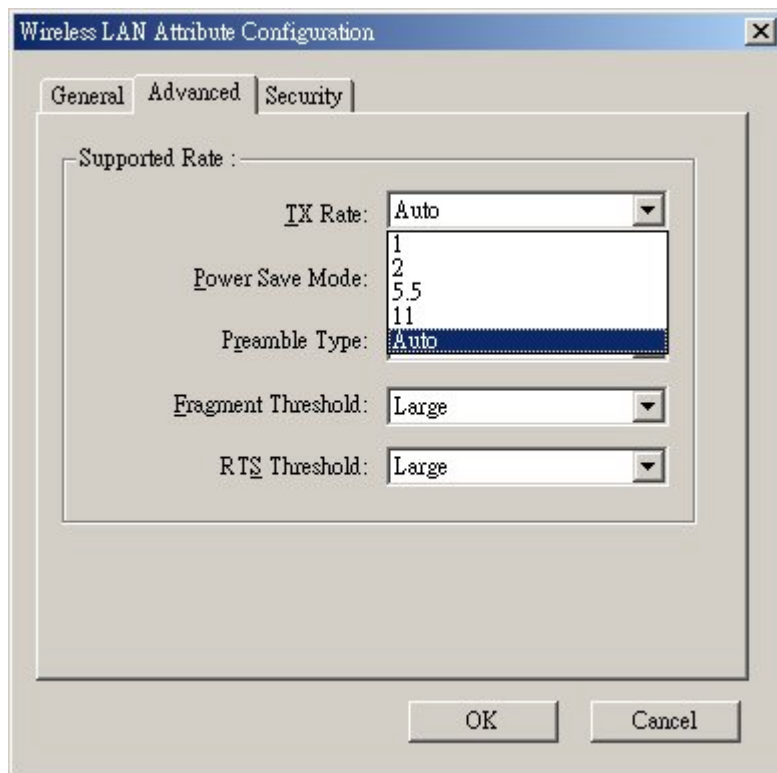 Wireless LAN Attribute Configuration
General Advanced Security
Supported Rate :
TX Rate: Auto
1
2
Power Save Mode:
5.5
11
Preamble Type: Auto
Fragment Threshold: Large
RTS Threshold: Large
OK Cancel